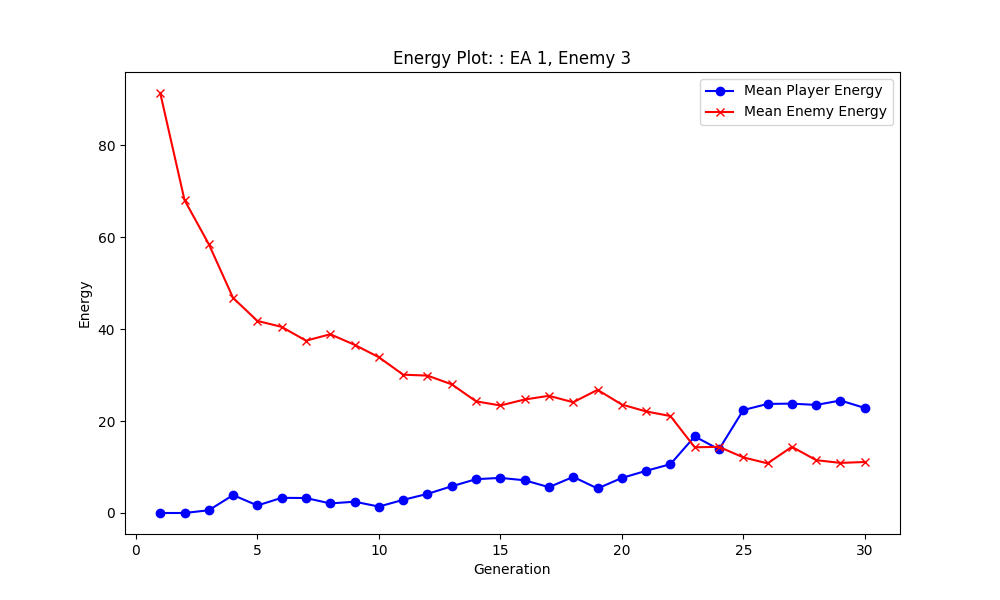 Energy Plot: : EA 1, Enemy 3
Mean Player Energy
Mean Enemy Energy
Energy
80
60
40
20
0
0 5 10 15 20 25 30
Generation